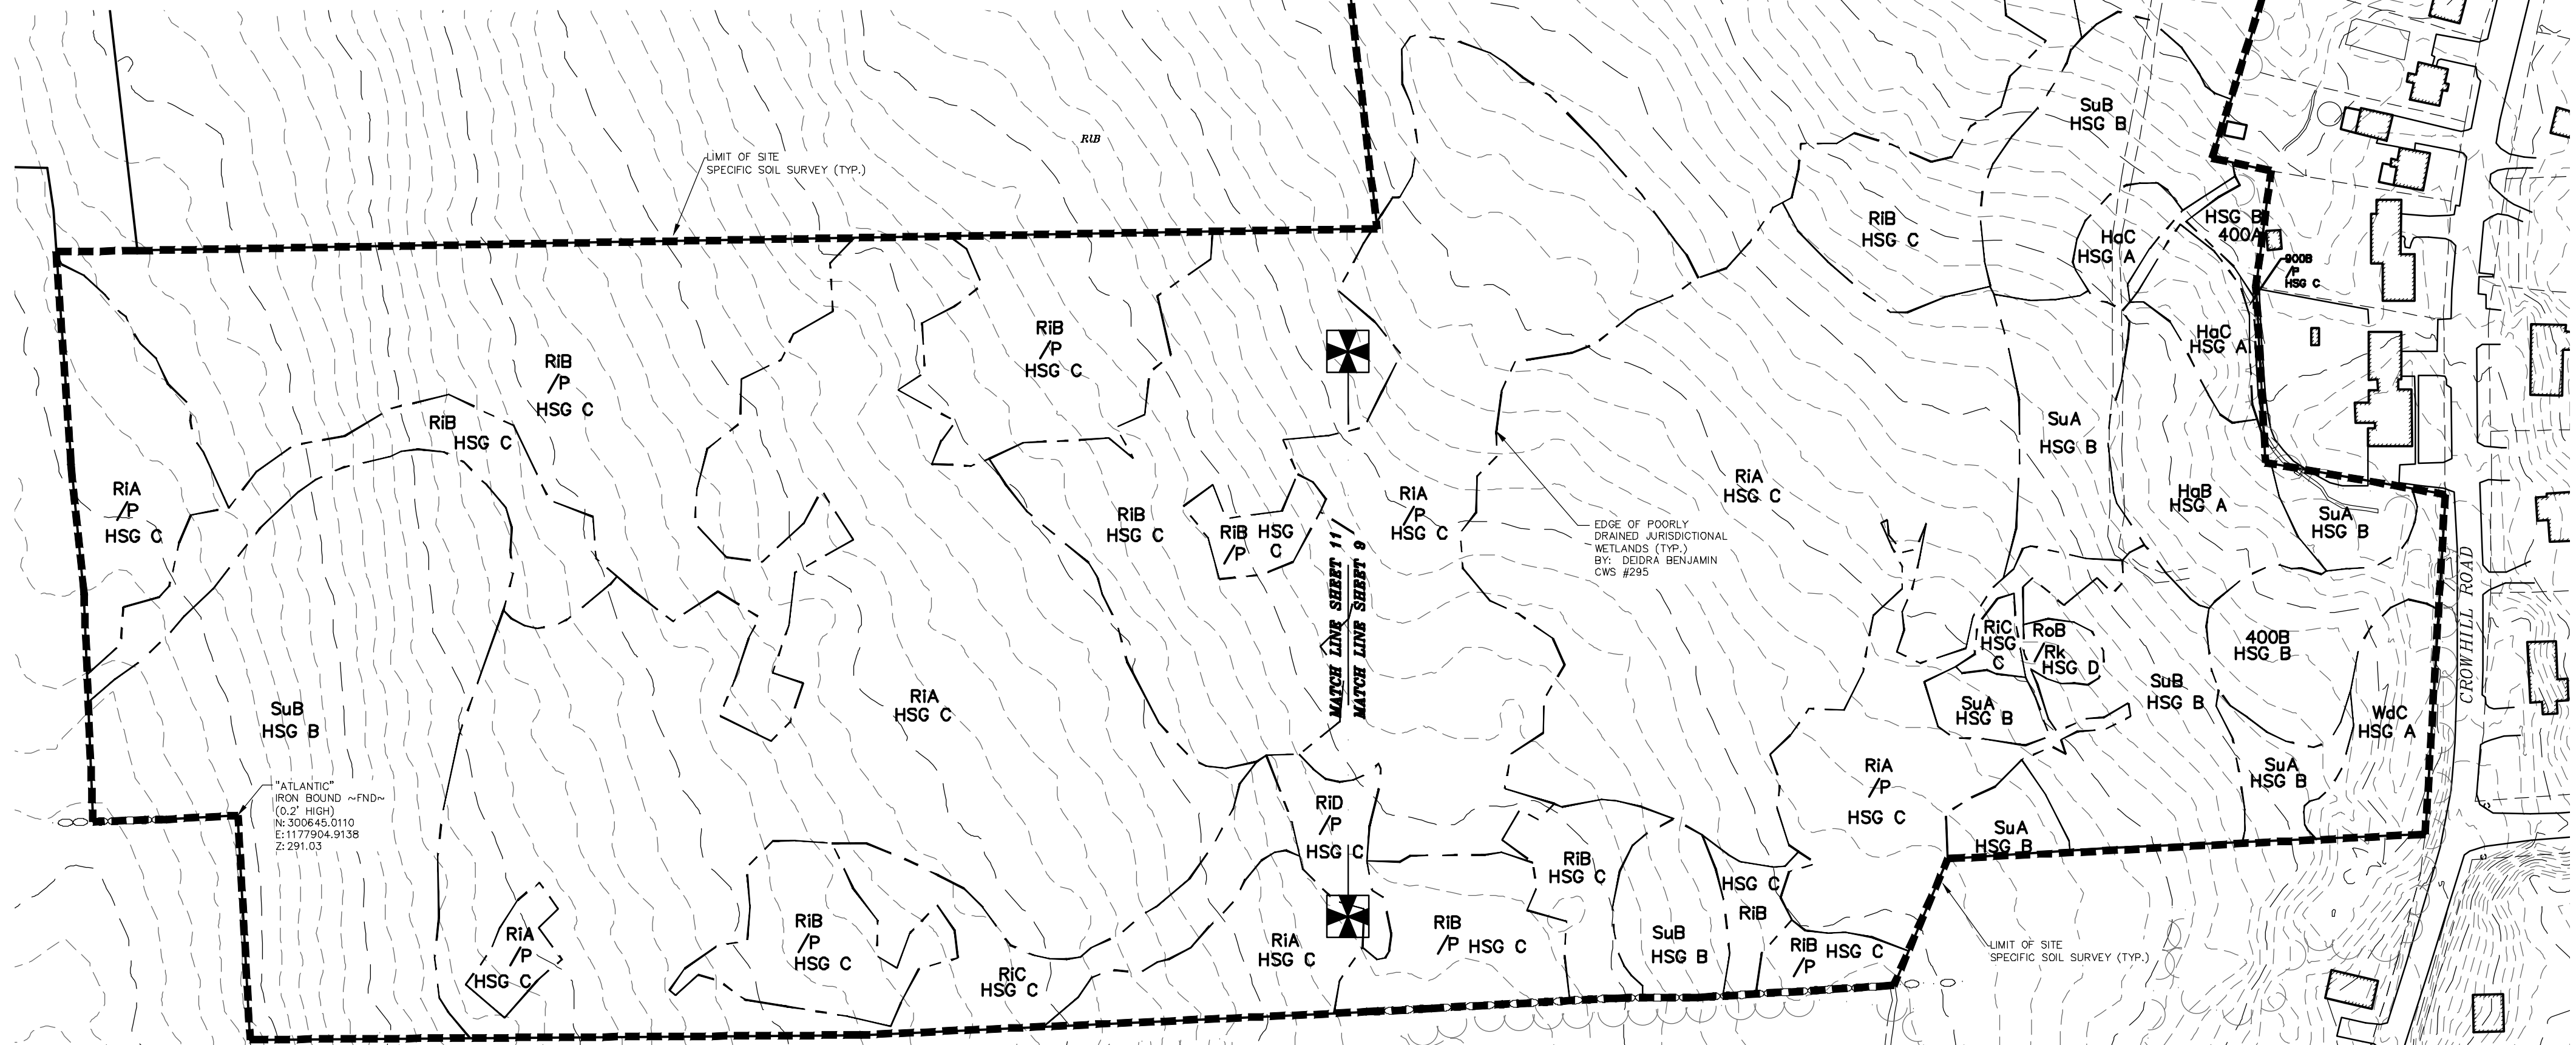 SuB
HSG B
RiB
LIMIT OF SITE
SPECIFIC SOIL SURVEY (TYP.)
RiB
HSG C
HSG B
400A
HaC
HSG A
900B
/P
HSG C
HaC
HSG A
RiB
/P
HSG C
RiB
/P
HSG C
RiB
HSG C
SuA
HSG B
RiA
/P
HSG C
RiB
HSG C
RiB
/P
HSG
C
RiA
/P
HSG C
RiA
HSG C
HaB
HSG A
SuA
HSG B
EDGE OF POORLY
DRAINED JURISDICTIONAL
WETLANDS (TYP.)
BY: DEIDRA BENJAMIN
CWS #295
MATCH LINE SHEET 11
MATCH LINE SHEET 9
CROWHILL ROAD
RiC
HSG
C
RoB
/Rk
HSG D
400B
HSG B
SuB
HSG B
RiA
HSG C
SuB
HSG B
SuA
HSG B
WdC
HSG A
SuA
HSG B
RiA
/P
HSG C
"ATLANTIC"
IRON BOUND ~FND~
(0.2' HIGH)
N: 300645.0110
E: 1177904.9138
Z: 291.03
RiD
/P
HSG C
SuA
HSG B
RiB
HSG C
HSG C
RiB
RiA
/P
HSG C
RiB
/P
HSG C
RiC
HSG C
RiA
HSG C
RiB
/P HSG C
SuB
HSG B
RiB
/P
HSG C
LIMIT OF SITE
SPECIFIC SOIL SURVEY (TYP.)